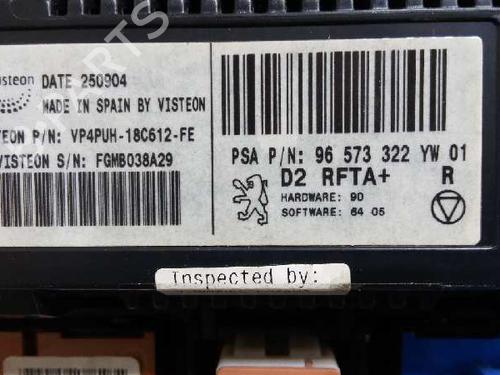 Visteon
DATE 250904
MADE IN SPAIN BY VISTEON
P/N: VP4PUH-18C612-FE
VISTEON S/N: FGMB038A29
PSA P/N: 96 573 322 YW 01
D2 RFTA+ R
HARDWARE: 90
SOFTWARE: 64 05
Inspected by:
PARTS